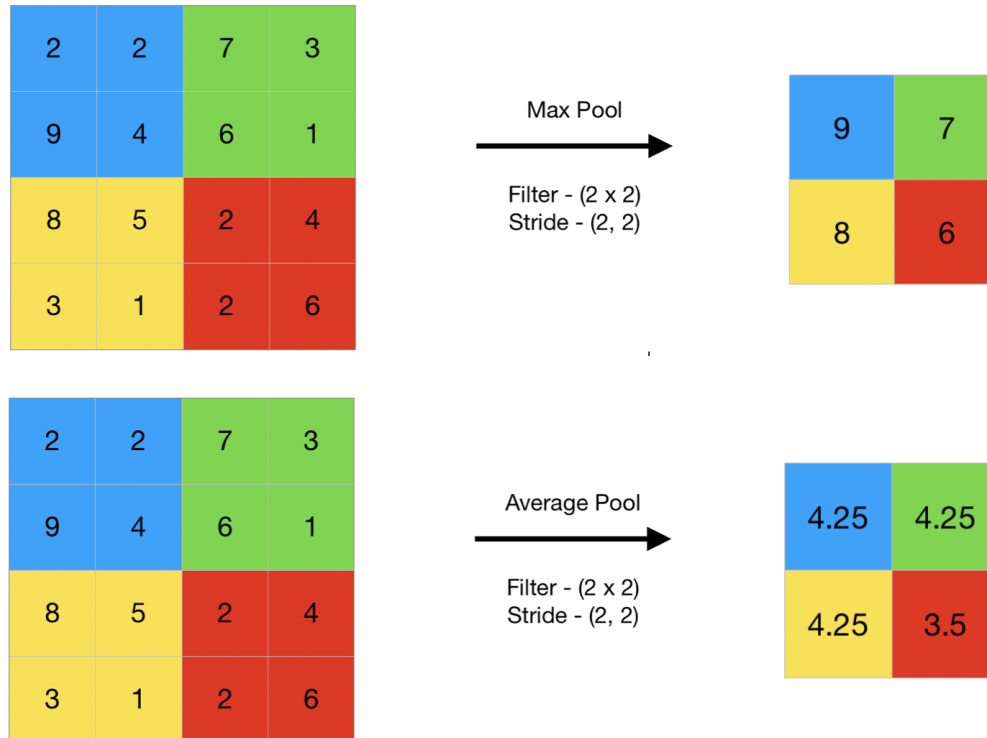 2 2 7 3
9 4 6 1
8 5 2 4
3 1 2 6
Max Pool
Filter - (2 x 2)
Stride - (2, 2)
9 7
8 6
2 2 7 3
9 4 6 1
8 5 2 4
3 1 2 6
Average Pool
Filter - (2 x 2)
Stride - (2, 2)
4.25 4.25
4.25 3.5